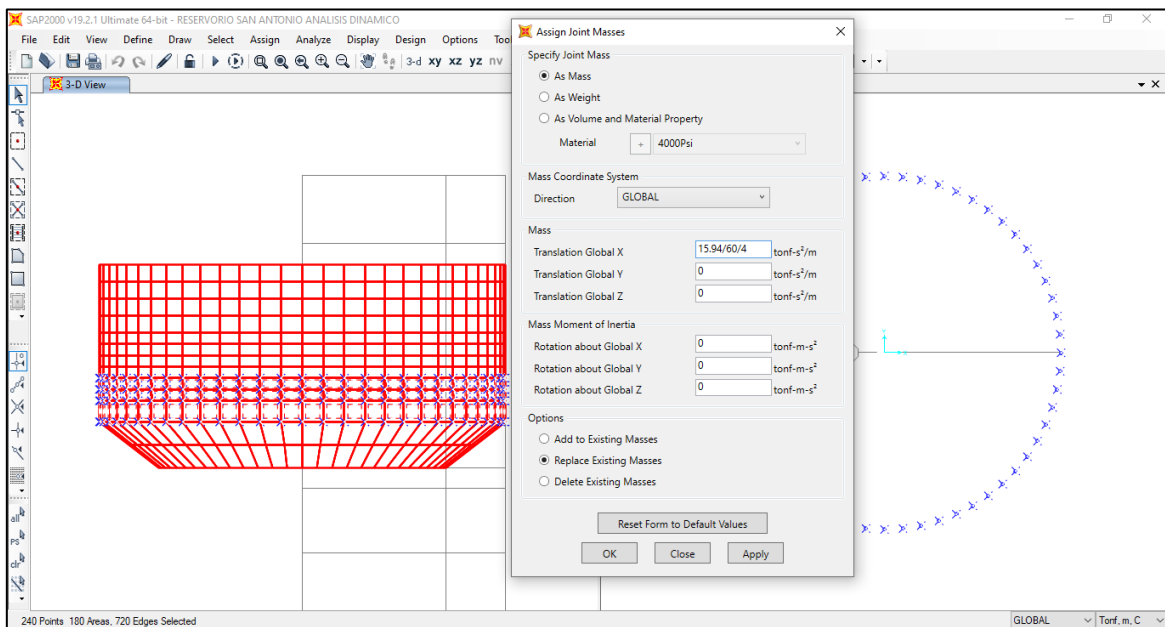 SAP2000 v19.2.1 Ultimate 64-bit - RESERVORIO SAN ANTONIO ANALISIS DINAMICO
File Edit View Define Draw Select Assign Analyze Display Design Options
3-d xy xz yz nv
3-D View
Assign Joint Masses
Specify Joint Mass
As Mass
As Weight
As Volume and Material Property
Material + 4000Psi
Mass Coordinate System
Direction GLOBAL
Mass
Translation Global X 15.94/60/4 tonf-s²/m
Translation Global Y 0 tonf-s²/m
Translation Global Z 0 tonf-s²/m
Mass Moment of Inertia
Rotation about Global X 0 tonf-m-s²
Rotation about Global Y 0 tonf-m-s²
Rotation about Global Z 0 tonf-m-s²
Options
Add to Existing Masses
Replace Existing Masses
Delete Existing Masses
Reset Form to Default Values
OK Close Apply
all
PS
clr
240 Points 180 Areas, 720 Edges Selected
GLOBAL Tonf, m, C